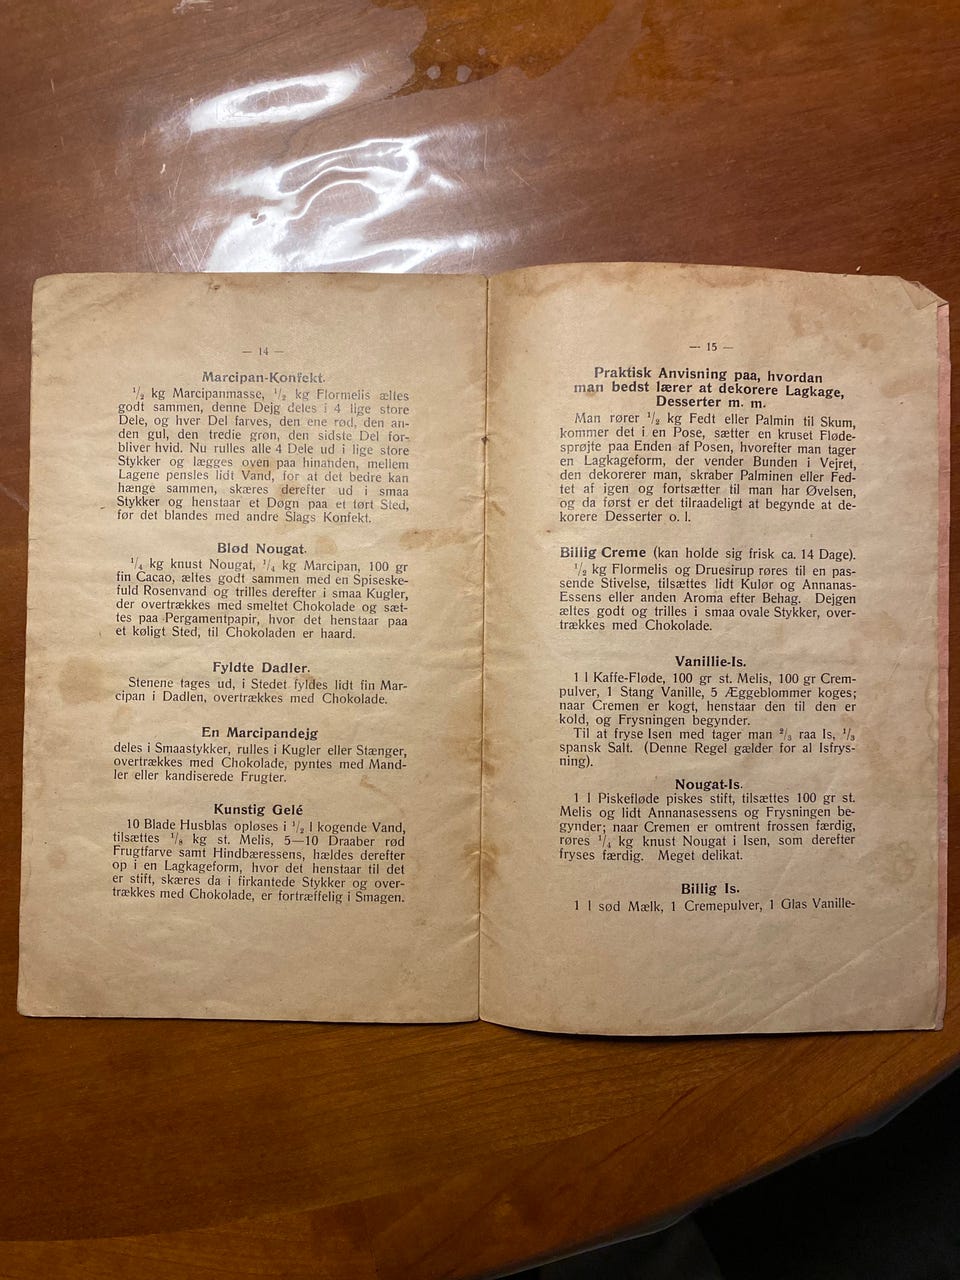 — 14 —
Marcipan-Konfekt.
1/2 kg Marcipanmasse, 1/2 kg Flormelis æltes
godt sammen, denne Dejg deles i 4 lige store
Dele, og hver Del farves, den ene rød, den an-
den gul, den tredie grøn, den sidste Del for-
bliver hvid. Nu rulles alle 4 Dele ud i lige store
Stykker og lægges oven paa hinanden, mellem
Lagene pensles lidt Vand, for at det bedre kan
hænge sammen, skæres derefter ud i smaa
Stykker og henstaar et Døgn paa et tørt Sted,
før det blandes med andre Slags Konfekt.
Blød Nougat.
1/4 kg knust Nougat, 1/4 kg Marcipan, 100 gr
fin Cacao, æltes godt sammen med en Spiseske-
fuld Rosenvand og trilles derefter i smaa Kugler,
der overtrækkes med smeltet Chokolade og sæt-
tes paa Pergamentpapir, hvor det henstaar paa
et køligt Sted, til Chokoladen er haard.
Fyldte Dadler.
Stenene tages ud, i Stedet fyldes lidt fin Mar-
cipan i Dadlen, overtrækkes med Chokolade.
En Marcipandejg
deles i Smaastykker, rulles i Kugler eller Stænger,
overtrækkes med Chokolade, pyntes med Mand-
ler eller kandiserede Frugter.
Kunstig Gelé
10 Blade Husblas opløses i 1/2 l kogende Vand,
tilsættes 1/8 kg st. Melis, 5—10 Draaber rød
Frugtfarve samt Hindbæressens, hældes derefter
op i en Lagkageform, hvor det henstaar til det
er stift, skæres da i firkantede Stykker og over-
trækkes med Chokolade, er fortræffelig i Smagen.
— 15 —
Praktisk Anvisning paa, hvordan
man bedst lærer at dekorere Lagkage,
Desserter m. m.
Man rører 1/2 kg Fedt eller Palmin til Skum,
kommer det i en Pose, sætter en kruset Fløde-
sprøjte paa Enden af Posen, hvorefter man tager
en Lagkageform, der vender Bunden i Vejret,
den dekorerer man, skraber Palminen eller Fed-
tet af igen og fortsætter til man har Øvelsen,
og da først er det tilraadeligt at begynde at de-
korere Desserter o. l.
Billig Creme (kan holde sig frisk ca. 14 Dage).
1/2 kg Flormelis og Druesirup røres til en pas-
sende Stivelse, tilsættes lidt Kulør og Annanas-
Essens eller anden Aroma efter Behag. Dejgen
æltes godt og trilles i smaa ovale Stykker, over-
trækkes med Chokolade.
Vanillie-Is.
1 l Kaffe-Fløde, 100 gr st. Melis, 100 gr Crem-
pulver, 1 Stang Vanille, 5 Æggeblommer koges;
naar Cremen er kogt, henstaar den til den er
kold, og Frysningen begynder.
Til at fryse Isen med tager man 2/3 raa Is, 1/3
spansk Salt. (Denne Regel gælder for al Isfrys-
ning).
Nougat-Is.
1 l Piskefløde piskes stift, tilsættes 100 gr st.
Melis og lidt Annanasessens og Frysningen be-
gynder; naar Cremen er omtrent frossen færdig,
røres 1/4 kg knust Nougat i Isen, som derefter
fryses færdig. Meget delikat.
Billig Is.
1 l sød Mælk, 1 Cremepulver, 1 Glas Vanille-